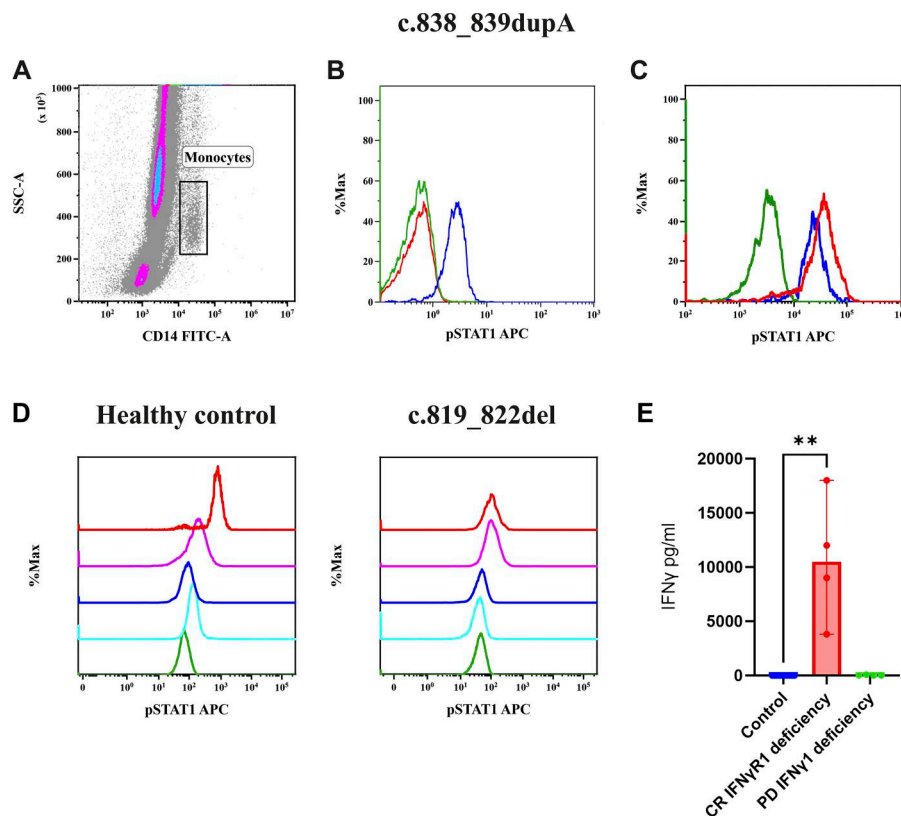 c.838_839dupA
A
(x 10³)
1000
800
600
400
200
0
SSC-A
Monocytes
10² 10³ 10⁴ 10⁵ 10⁶ 10⁷
CD14 FITC-A
B
%Max
100
80
60
40
20
0
10⁰ 10¹ 10² 10³
pSTAT1 APC
C
%Max
100
80
60
40
20
0
10² 10³ 10⁴ 10⁵ 10⁶
pSTAT1 APC
D
Healthy control
%Max
0 10⁰ 10¹ 10² 10³ 10⁴ 10⁵
pSTAT1 APC
c.819_822del
%Max
0 10⁰ 10¹ 10² 10³ 10⁴ 10⁵
pSTAT1 APC
E
**
IFNγ pg/ml
20000
15000
10000
5000
0
Control
CR IFNγR1 deficiency
PD IFNγ1 deficiency